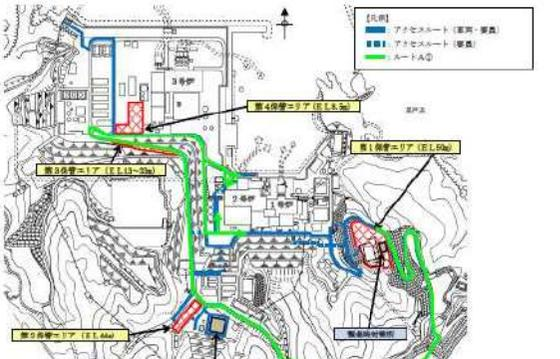 【凡例】
：アクセスルート（車両・要員）
：アクセスルート（要員）
：ルートA①
3号炉
第4保管エリア（EL8.5m）
第1保管エリア（EL50m）
第3保管エリア（EL13～33m）
2号炉
1号炉
第2保管エリア（EL44m）
緊急時対策所